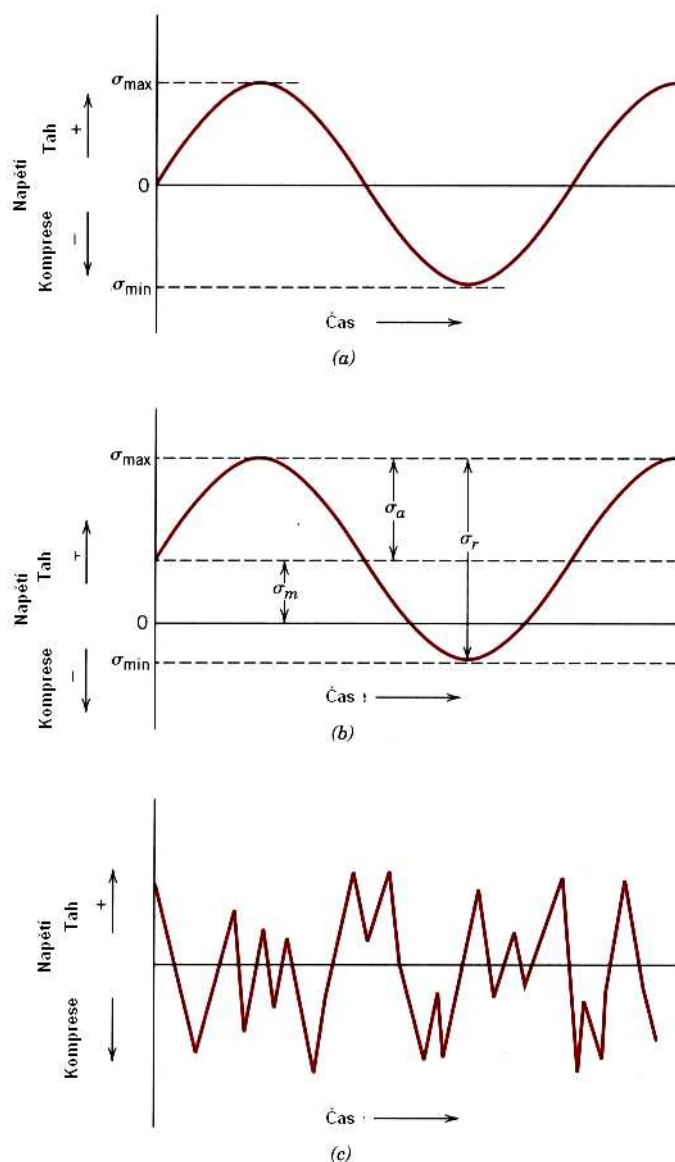 σmax
Napětí
Tah +
0
Komprese −
σmin
Čas
(a)
σmax
σa
σr
Napětí
Tah
σm
0
Komprese −
σmin
Čas
(b)
Napětí
Tah +
Komprese
Čas
(c)